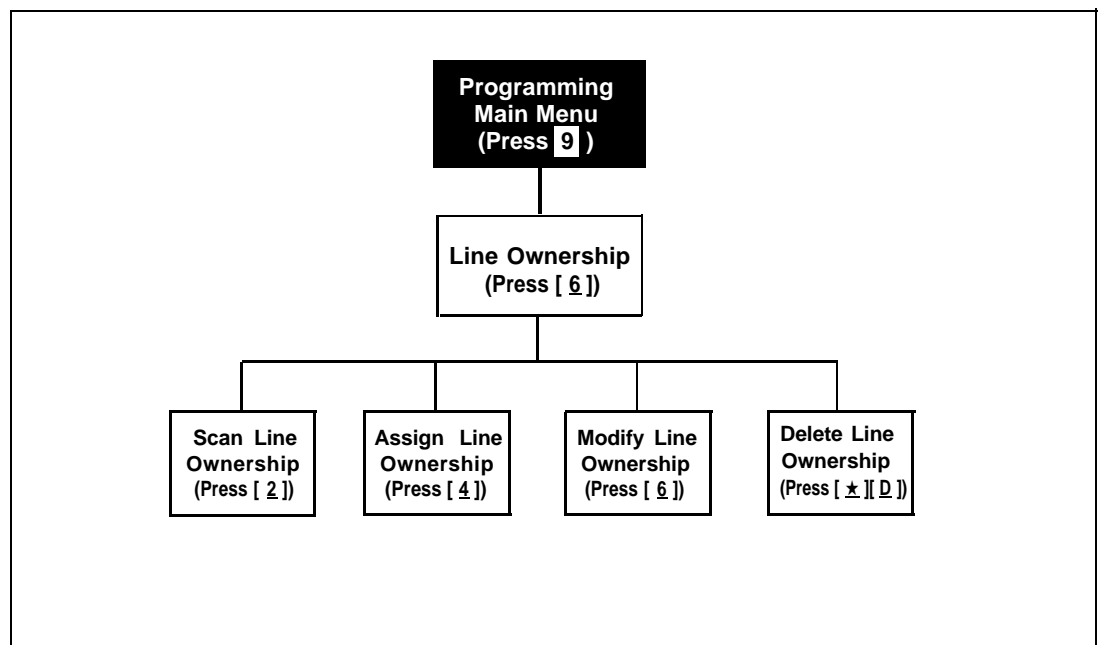 Programming
Main Menu
(Press 9 )
Line Ownership
(Press [ 6 ])
Scan Line
Ownership
(Press [ 2 ])
Assign Line
Ownership
(Press [ 4 ])
Modify Line
Ownership
(Press [ 6 ])
Delete Line
Ownership
(Press [ ★ ][ D ])